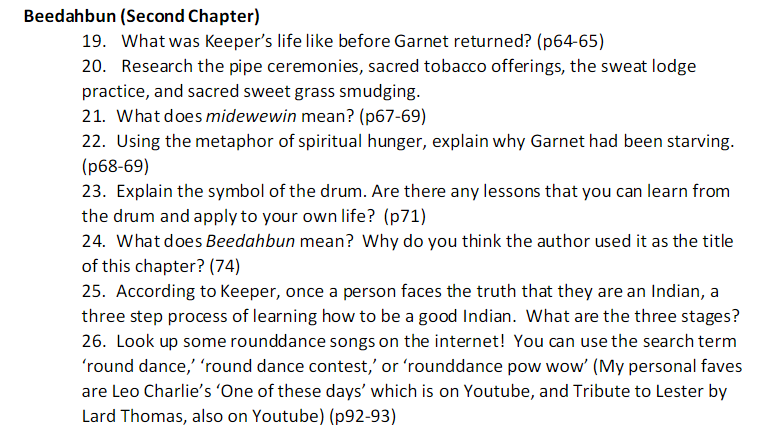 Beedahbun (Second Chapter)
19. What was Keeper's life like before Garnet returned? (p64-65)
20. Research the pipe ceremonies, sacred tobacco offerings, the sweat lodge
practice, and sacred sweet grass smudging.
21. What does midewewin mean? (p67-69)
22. Using the metaphor of spiritual hunger, explain why Garnet had been starving.
(p68-69)
23. Explain the symbol of the drum. Are there any lessons that you can learn from
the drum and apply to your own life? (p71)
24. What does Beedahbun mean? Why do you think the author used it as the title
of this chapter? (74)
25. According to Keeper, once a person faces the truth that they are an Indian, a
three step process of learning how to be a good Indian. What are the three stages?
26. Look up some rounddance songs on the internet! You can use the search term
'round dance,' 'round dance contest,' or 'rounddance pow wow' (My personal faves
are Leo Charlie's 'One of these days' which is on Youtube, and Tribute to Lester by
Lard Thomas, also on Youtube) (p92-93)